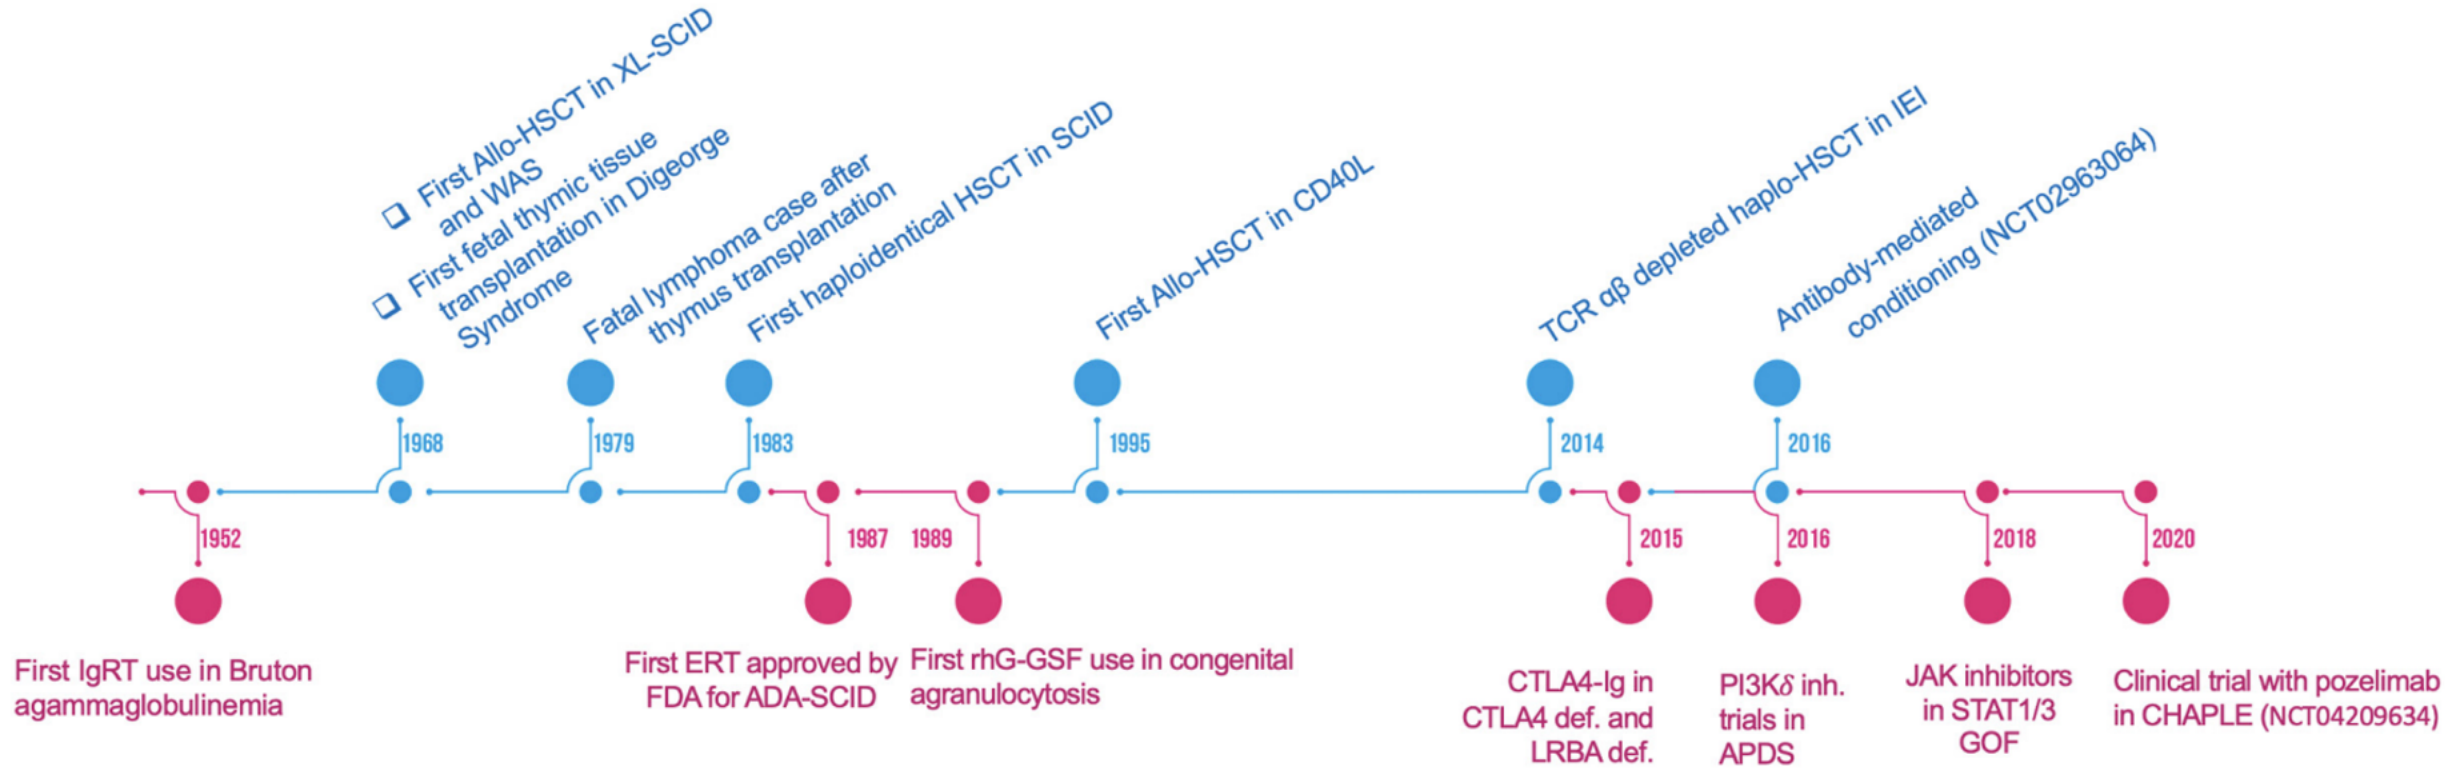 First Allo-HSCT in XL-SCID
and WAS
First fetal thymic tissue
transplantation in Digeorge
Syndrome
Fatal lymphoma case after
thymus transplantation
First haploidentical HSCT in SCID
First Allo-HSCT in CD40L
TCR αβ depleted haplo-HSCT in IEI
Antibody-mediated
conditioning (NCT02963064)
1968
1979
1983
1995
2014
2016
1952
1987
1989
2015
2016
2018
2020
First IgRT use in Bruton
agammaglobulinemia
First ERT approved by
FDA for ADA-SCID
First rhG-GSF use in congenital
agranulocytosis
CTLA4-Ig in
CTLA4 def. and
LRBA def.
PI3Kδ inh.
trials in
APDS
JAK inhibitors
in STAT1/3
GOF
Clinical trial with pozelimab
in CHAPLE (NCT04209634)